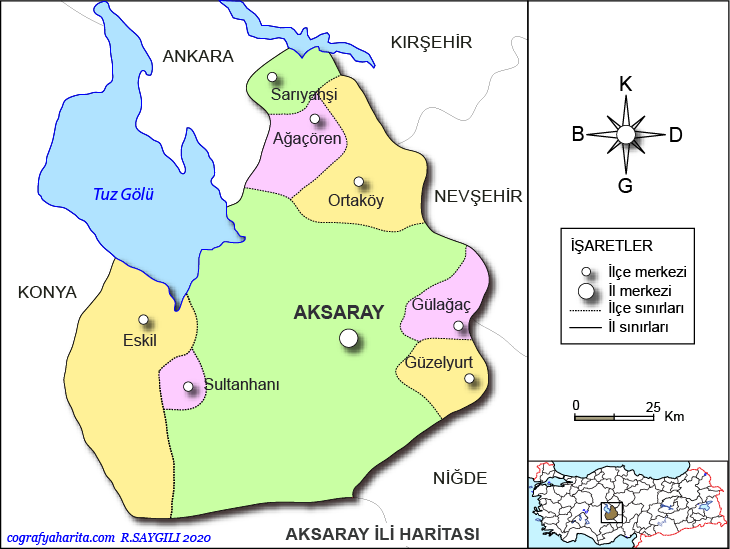 ANKARA
KIRŞEHİR
Sarıyahşi
Ağaçören
Ortaköy
NEVŞEHİR
Tuz Gölü
KONYA
AKSARAY
Gülağaç
Eskil
Güzelyurt
Sultanhanı
NİĞDE
AKSARAY İLİ HARİTASI
cografyaharita.com R.SAYGILI 2020
K
B D
G
İŞARETLER
İlçe merkezi
İl merkezi
İlçe sınırları
İl sınırları
0 25
Km